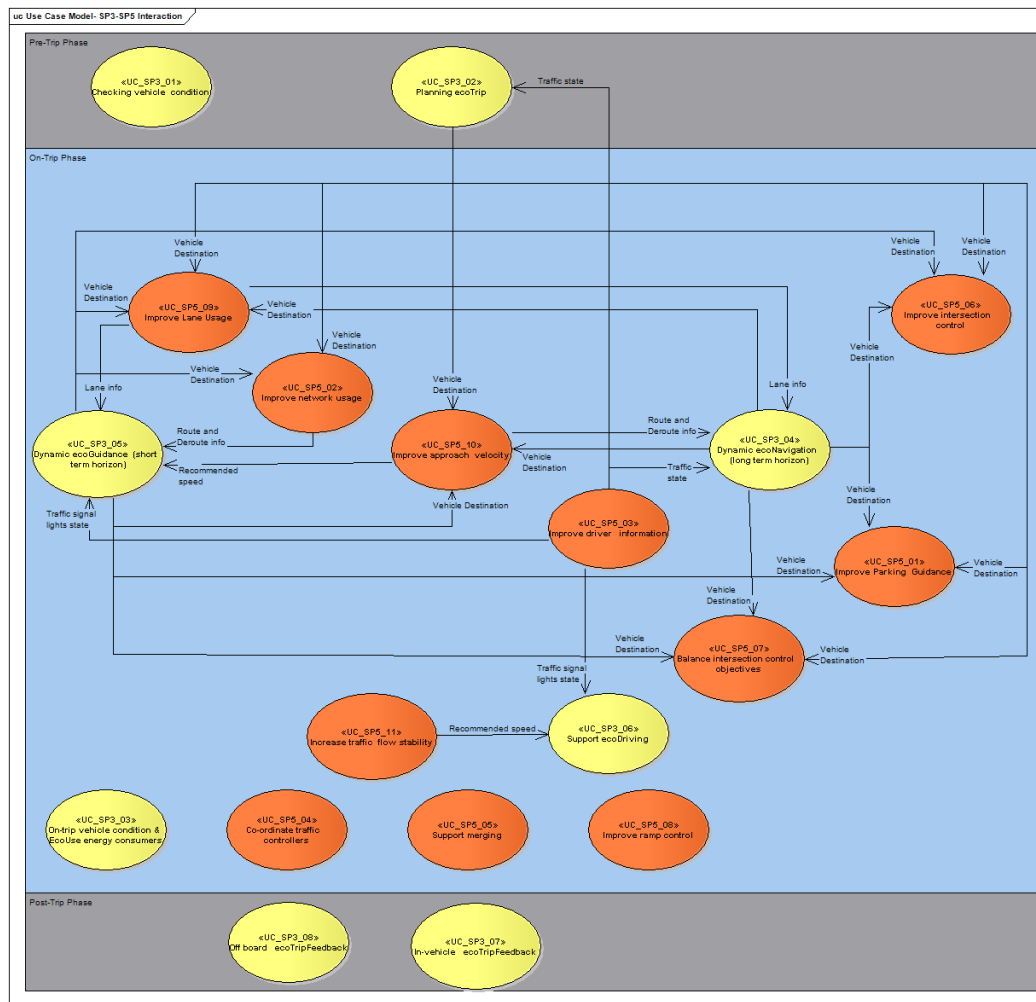 uc Use Case Model- SP3-SP5 Interaction
Pre-Trip Phase
«UC_SP3_01»
Checking vehicle condition
«UC_SP3_02»
Planning ecoTrip
Traffic state
On-Trip Phase
Vehicle
Destination
Vehicle
Destination
Vehicle
Destination
Vehicle
Destination
«UC_SP5_09»
Improve Lane Usage
Vehicle
Destination
«UC_SP5_06»
Improve intersection
control
Vehicle
Destination
Vehicle
Destination
Vehicle
Destination
«UC_SP5_02»
Improve network usage
Lane info
Vehicle
Destination
Lane info
«UC_SP3_05»
Dynamic ecoGuidance (short
term horizon)
Route and
Deroute info
«UC_SP5_10»
Improve approach velocity
Route and
Deroute info
«UC_SP3_04»
Dynamic ecoNavigation
(long term horizon)
Recommended
speed
Vehicle
Destination
Traffic
state
Vehicle
Destination
Traffic signal
lights state
Vehicle Destination
«UC_SP5_03»
Improve driver information
«UC_SP5_01»
Improve Parking Guidance
Vehicle
Destination
Vehicle
Destination
Vehicle
Destination
Vehicle
Destination
«UC_SP5_07»
Balance intersection control
objectives
Vehicle
Destination
Traffic signal
lights state
«UC_SP5_11»
Increase traffic flow stability
Recommended speed
«UC_SP3_06»
Support ecoDriving
«UC_SP3_03»
On-trip vehicle condition &
EcoUse energy consumers
«UC_SP5_04»
Co-ordinate traffic
controllers
«UC_SP5_05»
Support merging
«UC_SP5_08»
Improve ramp control
Post-Trip Phase
«UC_SP3_08»
Off board ecoTripFeedback
«UC_SP3_07»
In-vehicle ecoTripFeedback